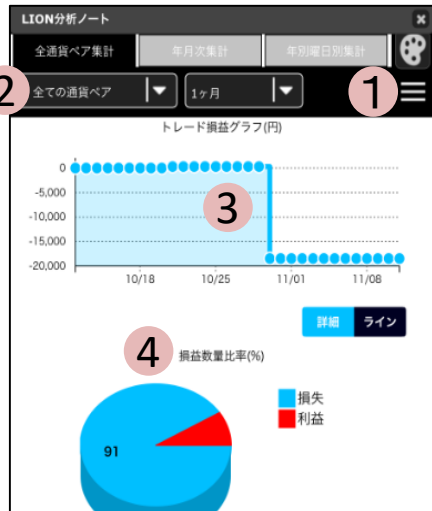 LION分析ノート
全通貨ペア集計 年月次集計 年別曜日別集計
2 全ての通貨ペア 1ヶ月 1
トレード損益グラフ(円)
0
-5,000
-10,000
3
-15,000
-20,000
10/18 10/25 11/01 11/08
詳細 ライン
4 損益数量比率(%)
損失
利益
91